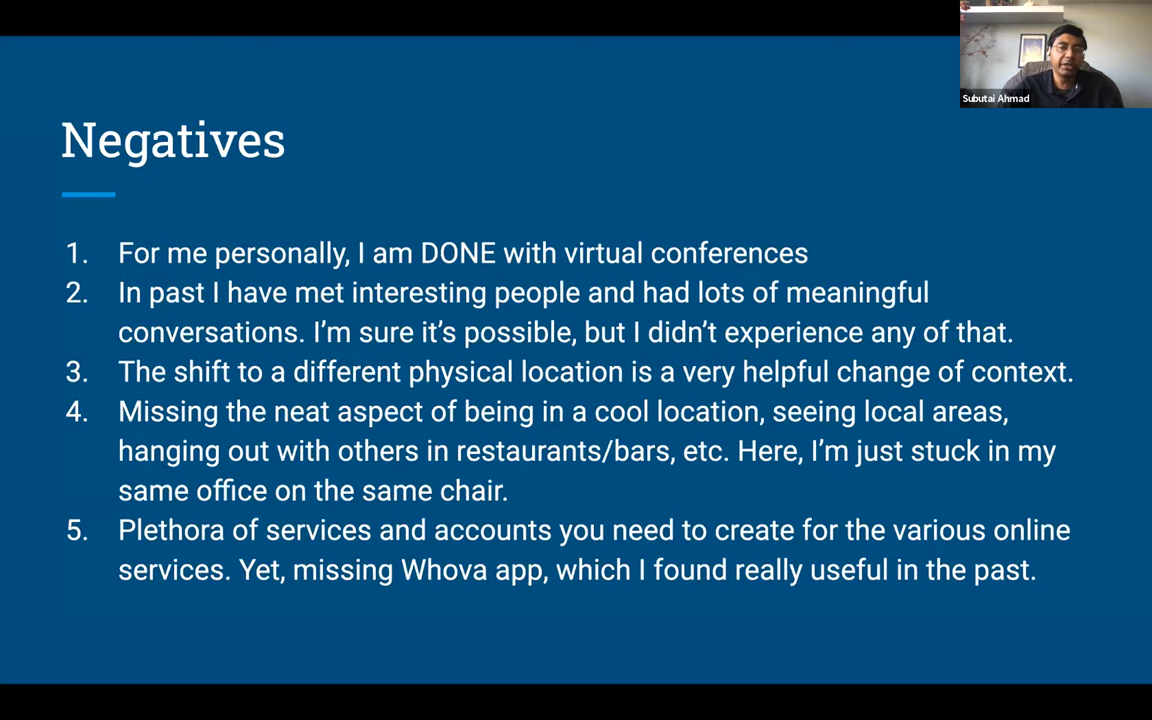 Subutai Ahmad
Negatives
1. For me personally, I am DONE with virtual conferences
2. In past I have met interesting people and had lots of meaningful
conversations. I’m sure it’s possible, but I didn’t experience any of that.
3. The shift to a different physical location is a very helpful change of context.
4. Missing the neat aspect of being in a cool location, seeing local areas,
hanging out with others in restaurants/bars, etc. Here, I’m just stuck in my
same office on the same chair.
5. Plethora of services and accounts you need to create for the various online
services. Yet, missing Whova app, which I found really useful in the past.